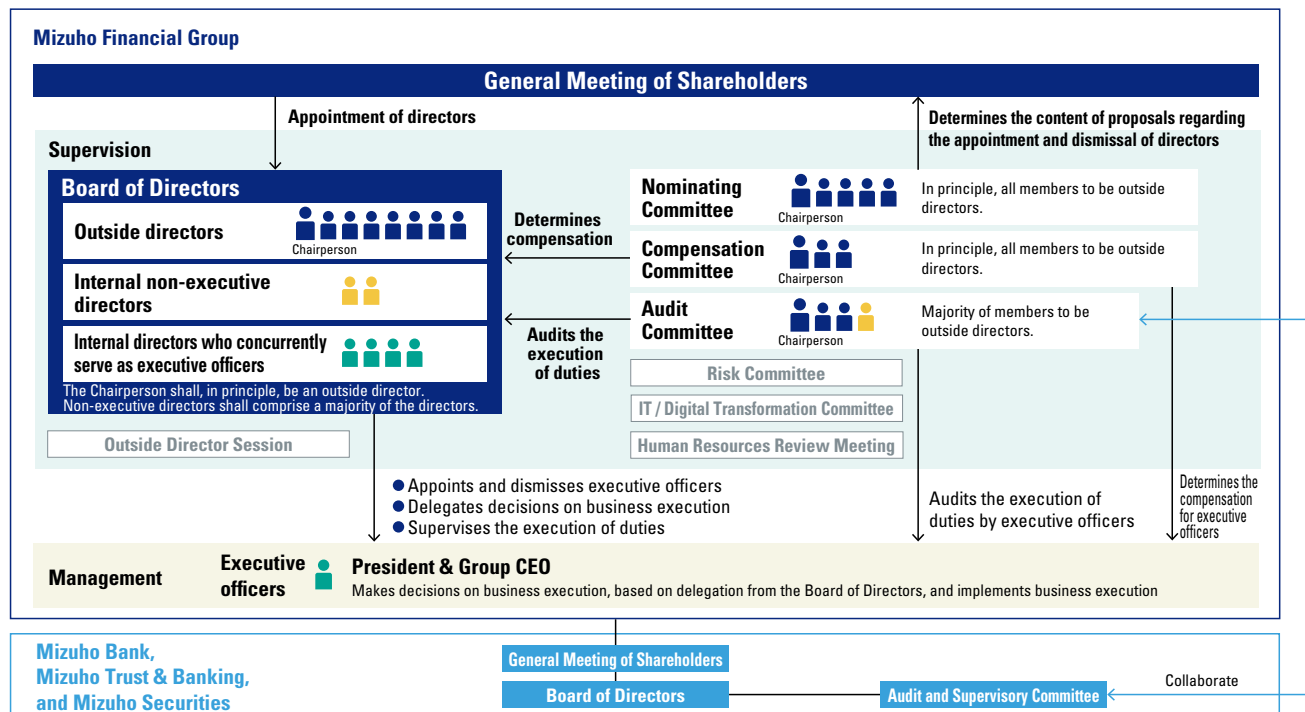 Mizuho Financial Group
General Meeting of Shareholders
Appointment of directors
Determines the content of proposals regarding
the appointment and dismissal of directors
Supervision
Board of Directors
Outside directors
Chairperson
Internal non-executive
directors
Internal directors who concurrently
serve as executive officers
The Chairperson shall, in principle, be an outside director.
Non-executive directors shall comprise a majority of the directors.
Outside Director Session
Determines
compensation
Audits the
execution
of duties
Nominating
Committee
Chairperson
In principle, all members to be outside
directors.
Compensation
Committee
Chairperson
In principle, all members to be outside
directors.
Audit
Committee
Chairperson
Majority of members to be
outside directors.
Risk Committee
IT / Digital Transformation Committee
Human Resources Review Meeting
● Appoints and dismisses executive officers
● Delegates decisions on business execution
● Supervises the execution of duties
Audits the execution of
duties by executive officers
Determines the
compensation
for executive
officers
Management
Executive
officers
President & Group CEO
Makes decisions on business execution, based on delegation from the Board of Directors, and implements business execution
Mizuho Bank,
Mizuho Trust & Banking,
and Mizuho Securities
General Meeting of Shareholders
Board of Directors
Audit and Supervisory Committee
Collaborate